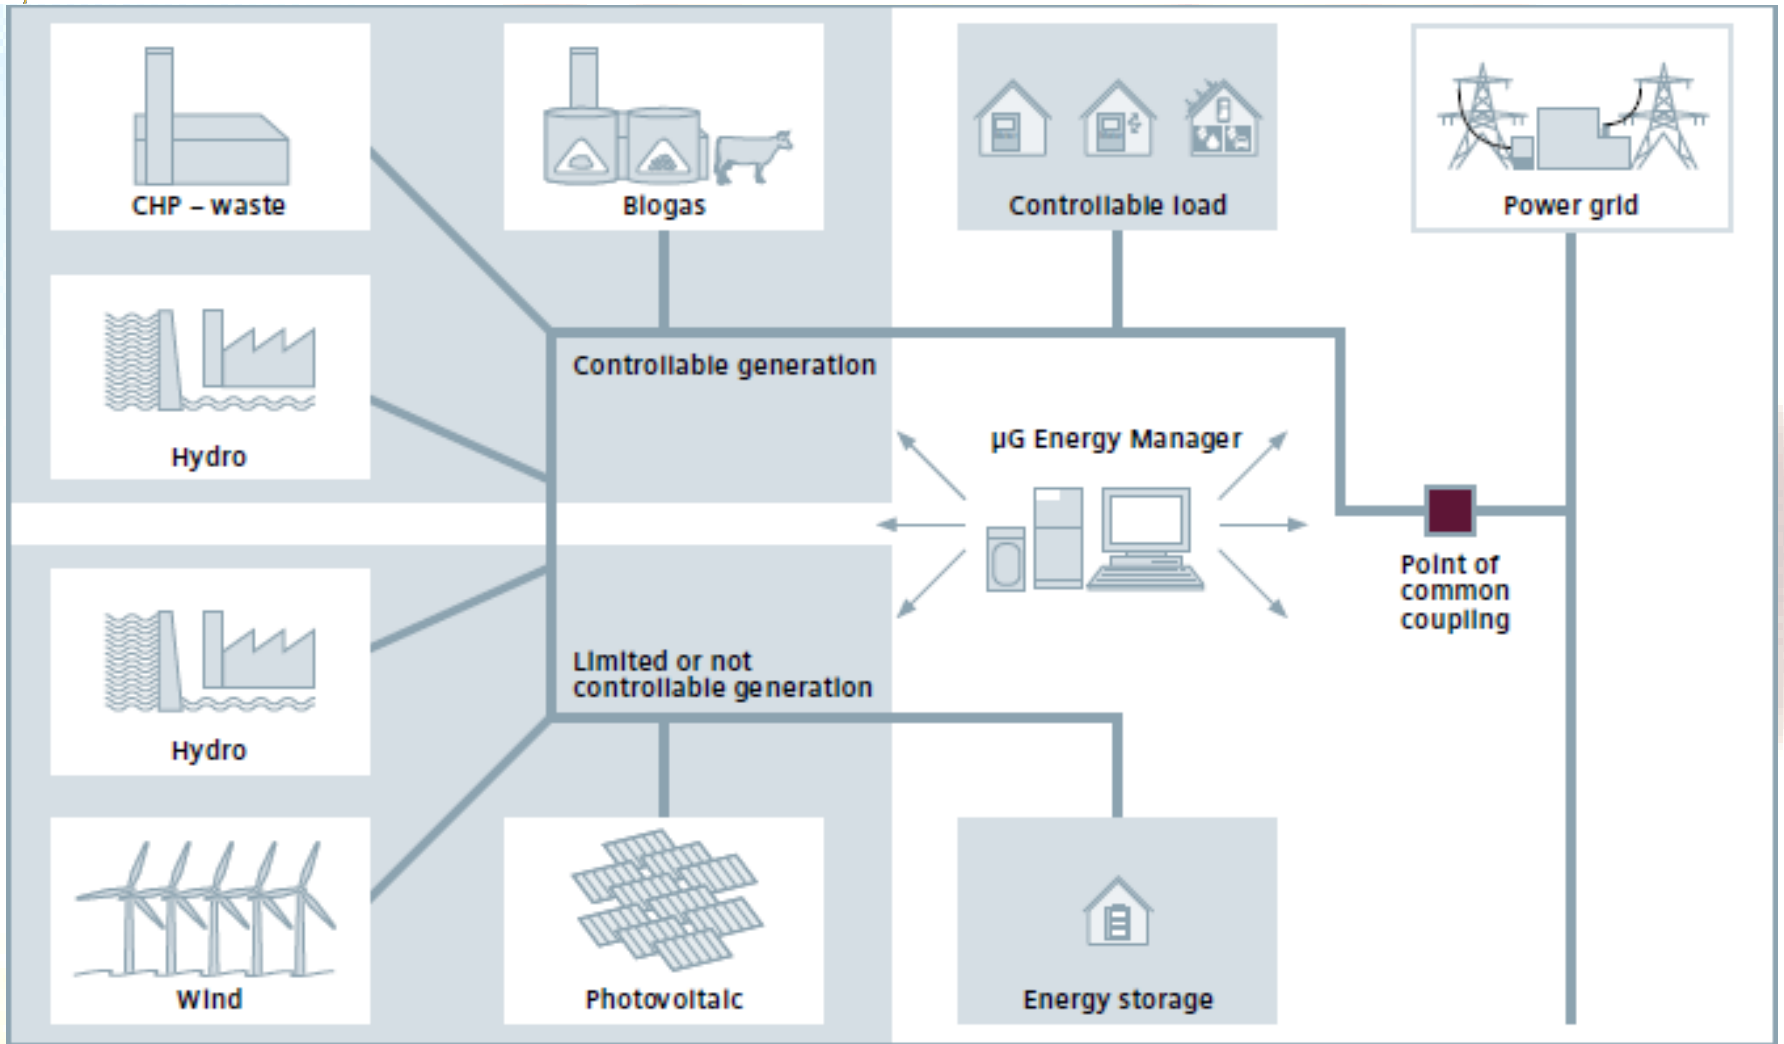 CHP – waste
Biogas
Controllable load
Power grid
Hydro
Controllable generation
µG Energy Manager
Point of
common
coupling
Hydro
Limited or not
controllable generation
Wind
Photovoltaic
Energy storage